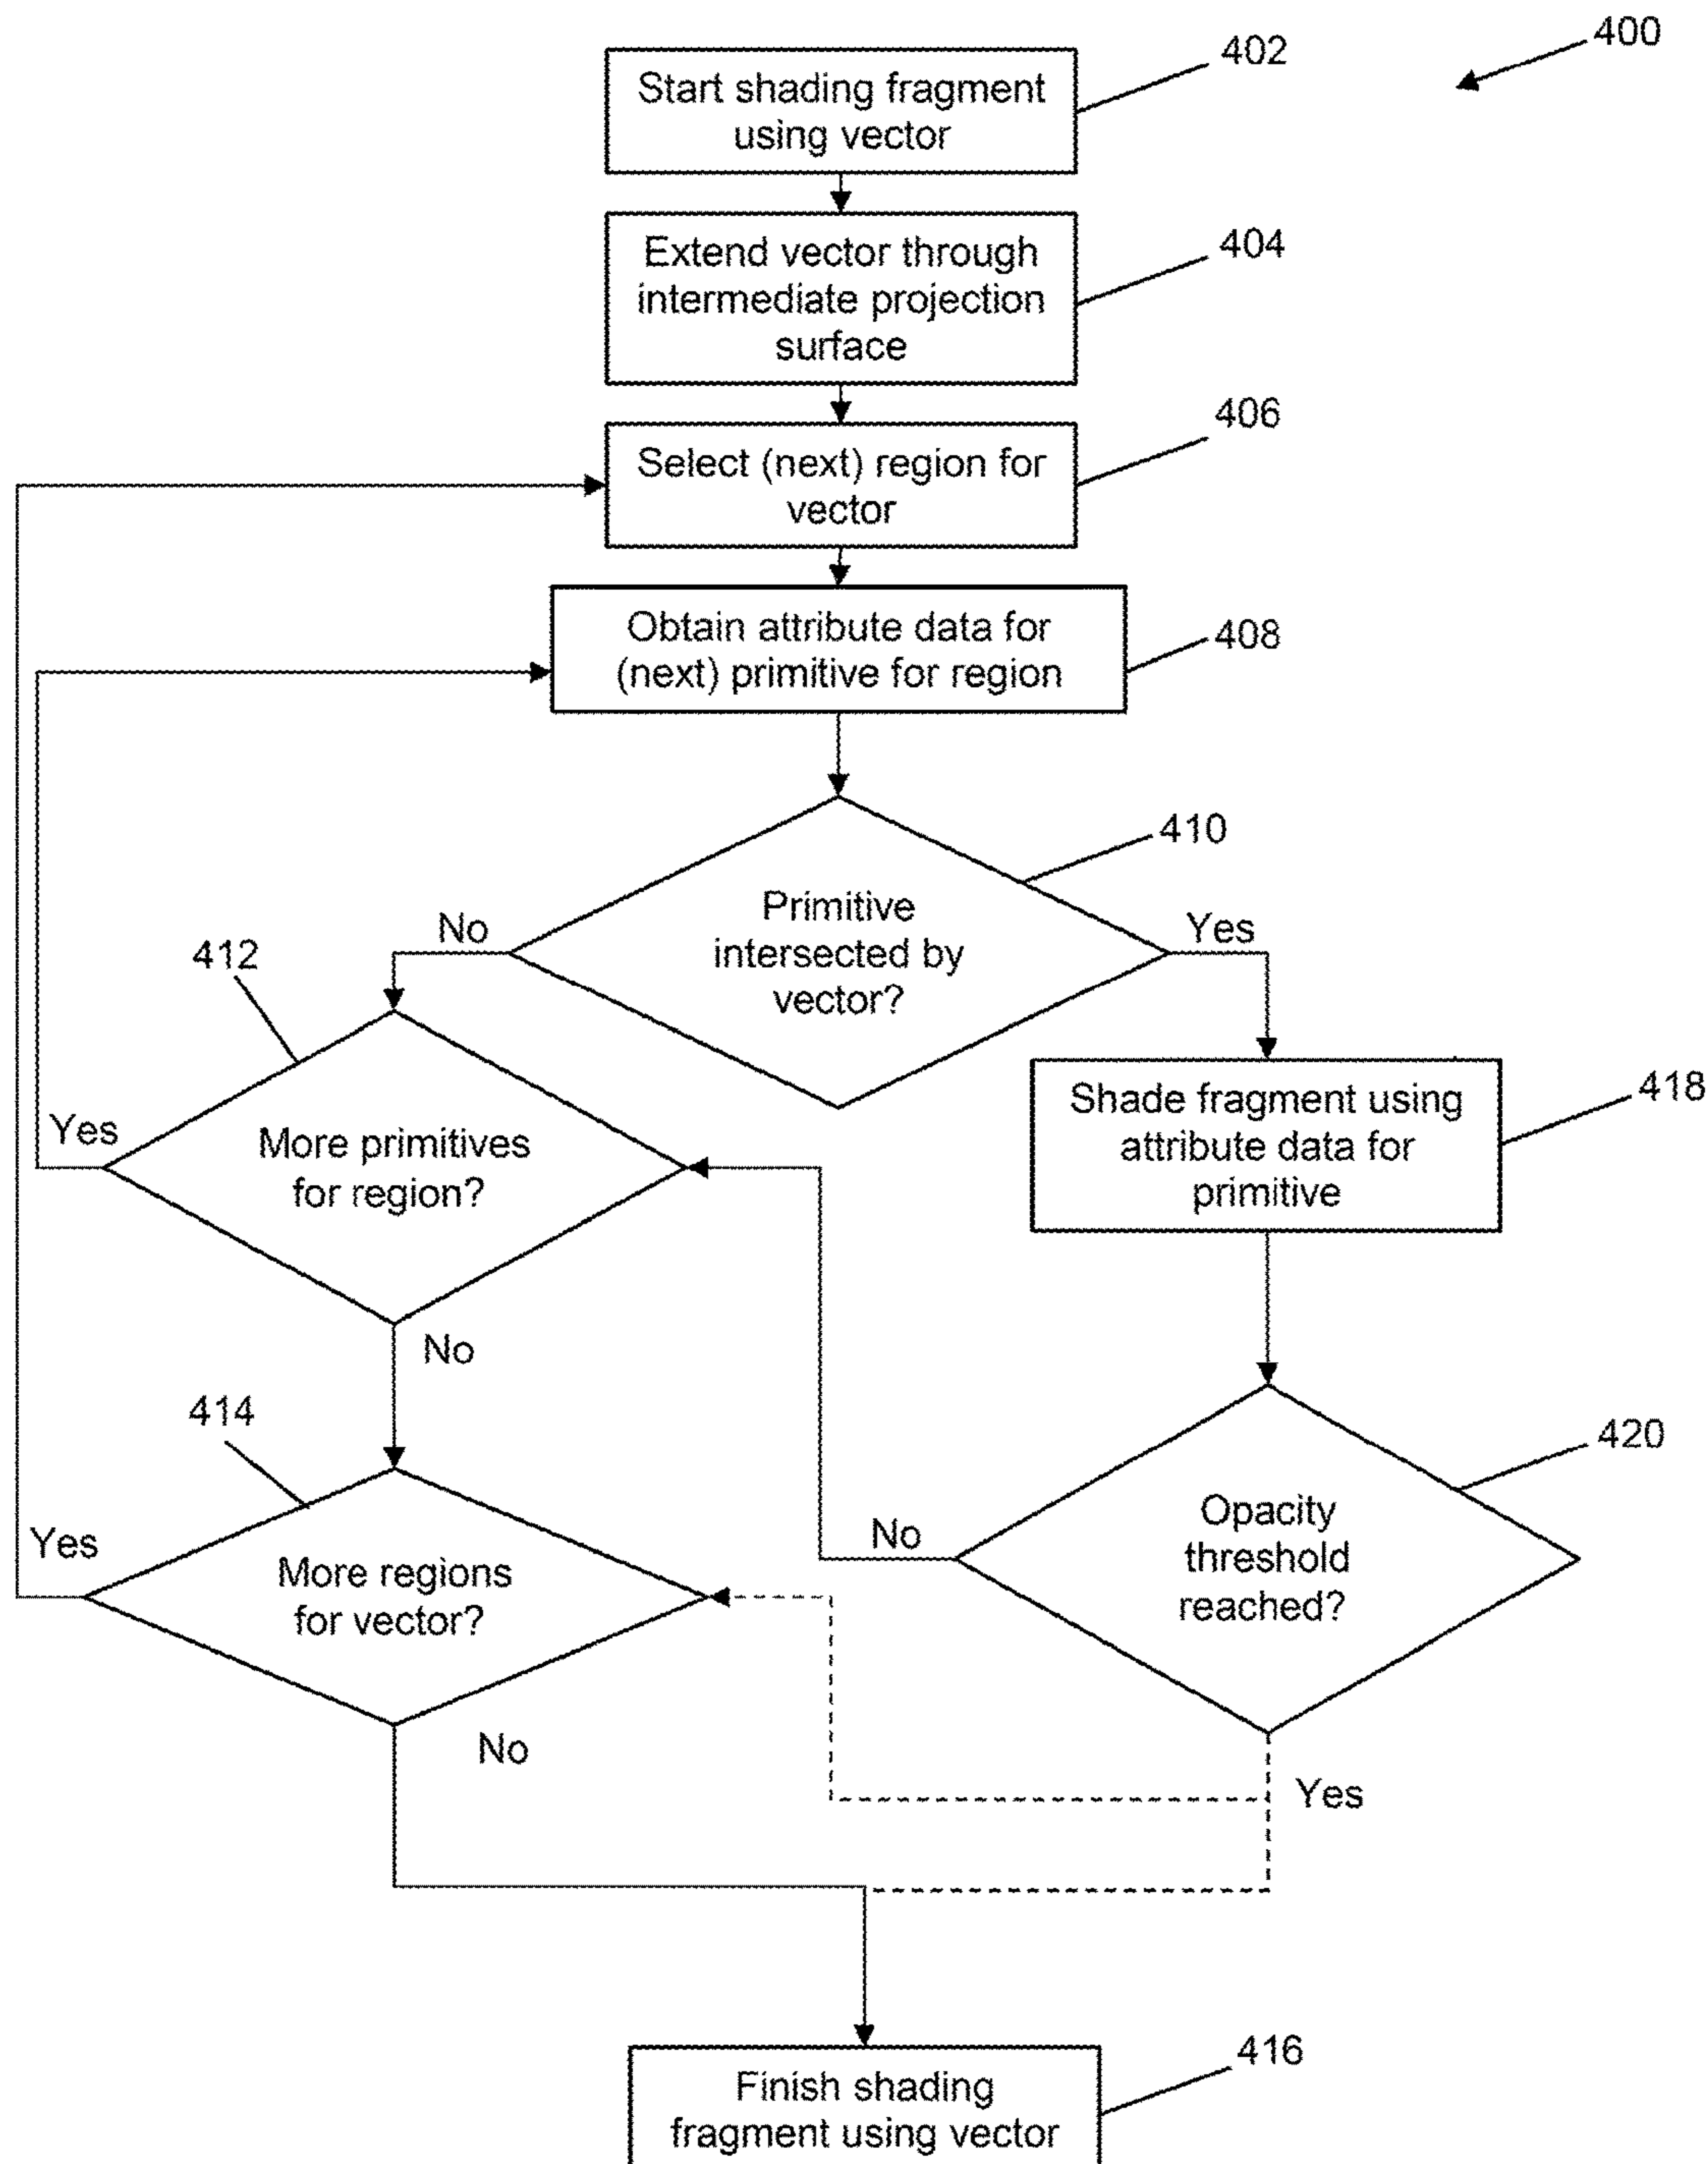 400
402
Start shading fragment
using vector
404
Extend vector through
intermediate projection
surface
406
Select (next) region for
vector
408
Obtain attribute data for
(next) primitive for region
410
Primitive
intersected by
vector?
No
Yes
412
More primitives
for region?
Yes
No
418
Shade fragment using
attribute data for
primitive
414
More regions
for vector?
Yes
No
420
Opacity
threshold
reached?
No
Yes
416
Finish shading
fragment using vector